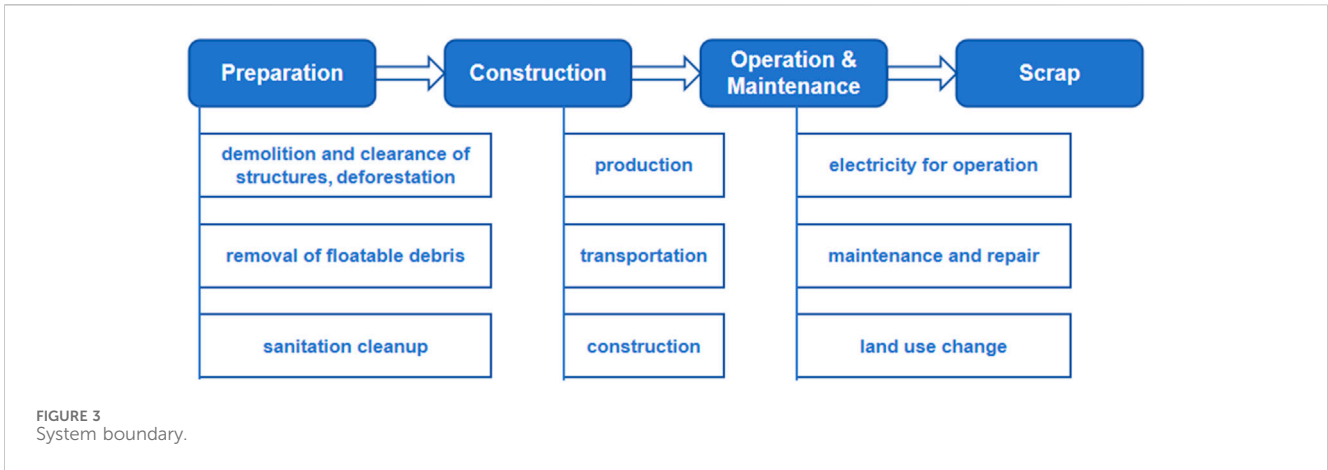 Preparation
Construction
Operation &
Maintenance
Scrap
demolition and clearance of
structures, deforestation
removal of floatable debris
sanitation cleanup
production
transportation
construction
electricity for operation
maintenance and repair
land use change
FIGURE 3
System boundary.